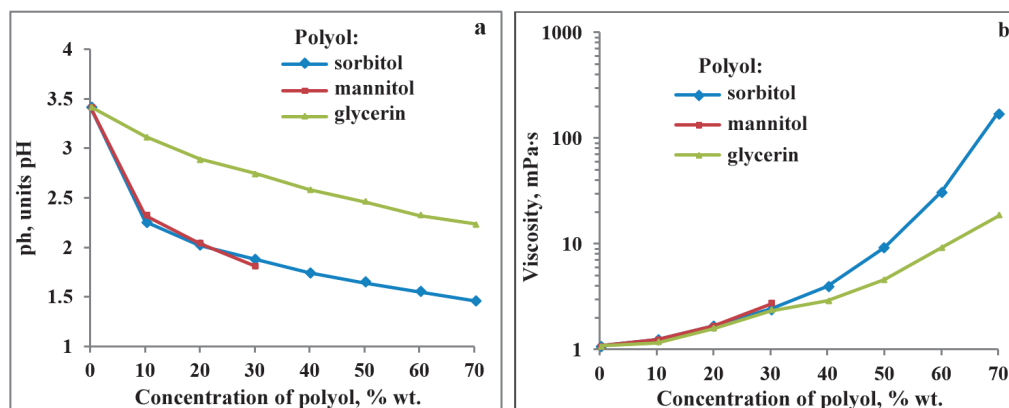 a
Polyol:
sorbitol
mannitol
glycerin
4
3.5
3
2.5
2
1.5
1
ph, units pH
0 10 20 30 40 50 60 70
Concentration of polyol, % wt.
b
Polyol:
sorbitol
mannitol
glycerin
1000
100
10
1
Viscosity, mPa·s
0 10 20 30 40 50 60 70
Concentration of polyol, % wt.